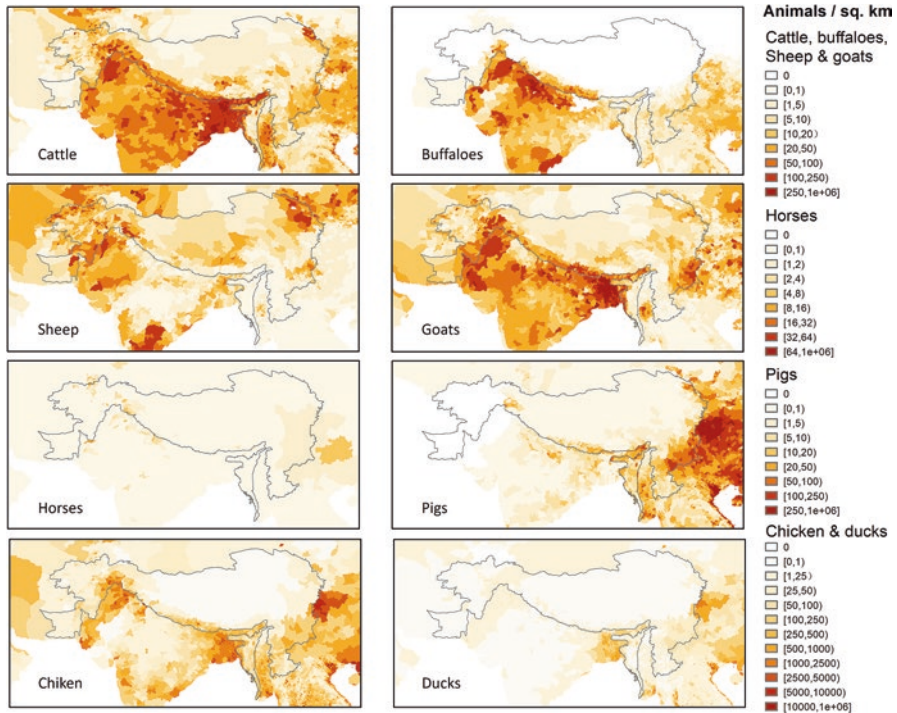 Cattle
Buffaloes
Sheep
Goats
Horses
Pigs
Chiken
Ducks
Animals / sq. km
Cattle, buffaloes,
Sheep & goats
0
[0,1)
[1,5)
[5,10)
[10,20）
[20,50)
[50,100)
[100,250)
[250,1e+06]
Horses
0
[0,1)
[1,2)
[2,4)
[4,8)
[8,16)
[16,32)
[32,64)
[64,1e+06]
Pigs
0
[0,1)
[1,5)
[5,10)
[10,20)
[20,50)
[50,100)
[100,250)
[250,1e+06]
Chicken & ducks
0
[0,1)
[1,25）
[25,50)
[50,100)
[100,250)
[250,500)
[500,1000)
[1000,2500)
[2500,5000)
[5000,10000)
[10000,1e+06]